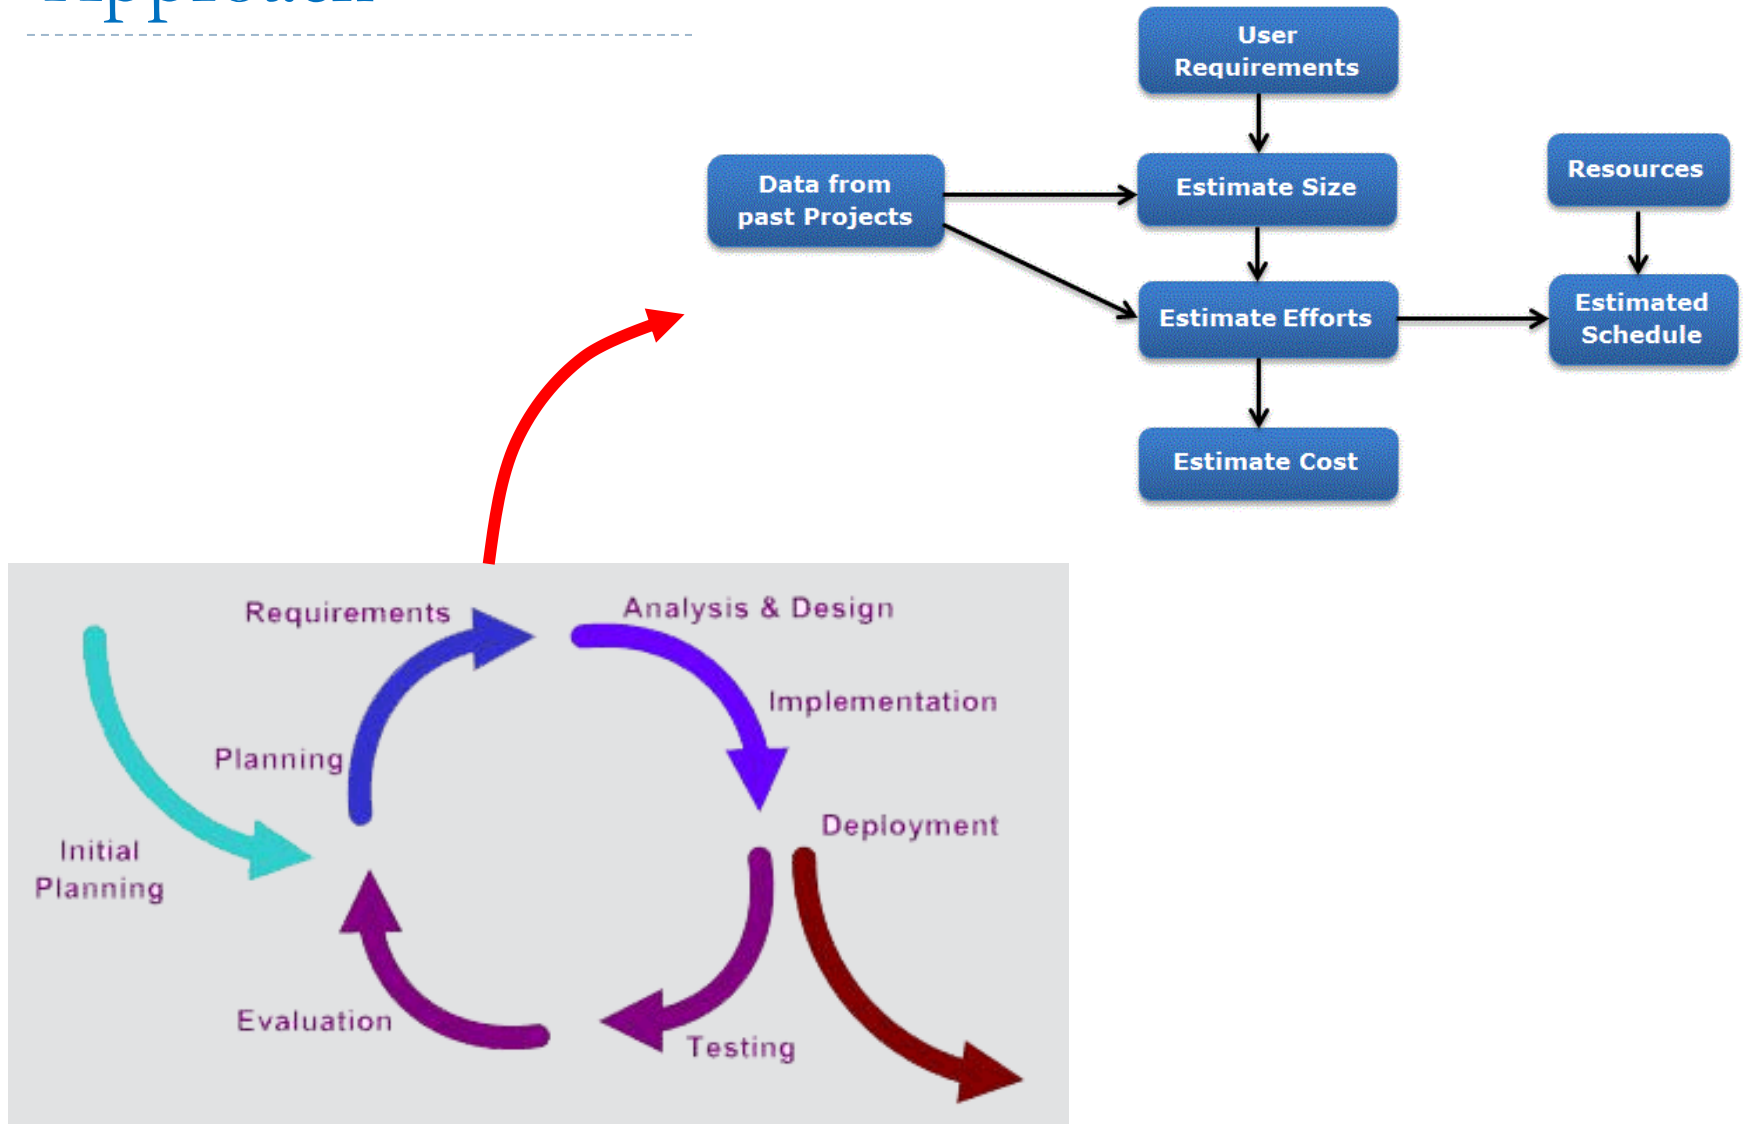 Approach
User
Requirements
Data from
past Projects
Estimate Size
Resources
Estimate Efforts
Estimated
Schedule
Estimate Cost
Requirements
Analysis & Design
Implementation
Planning
Deployment
Initial
Planning
Evaluation
Testing